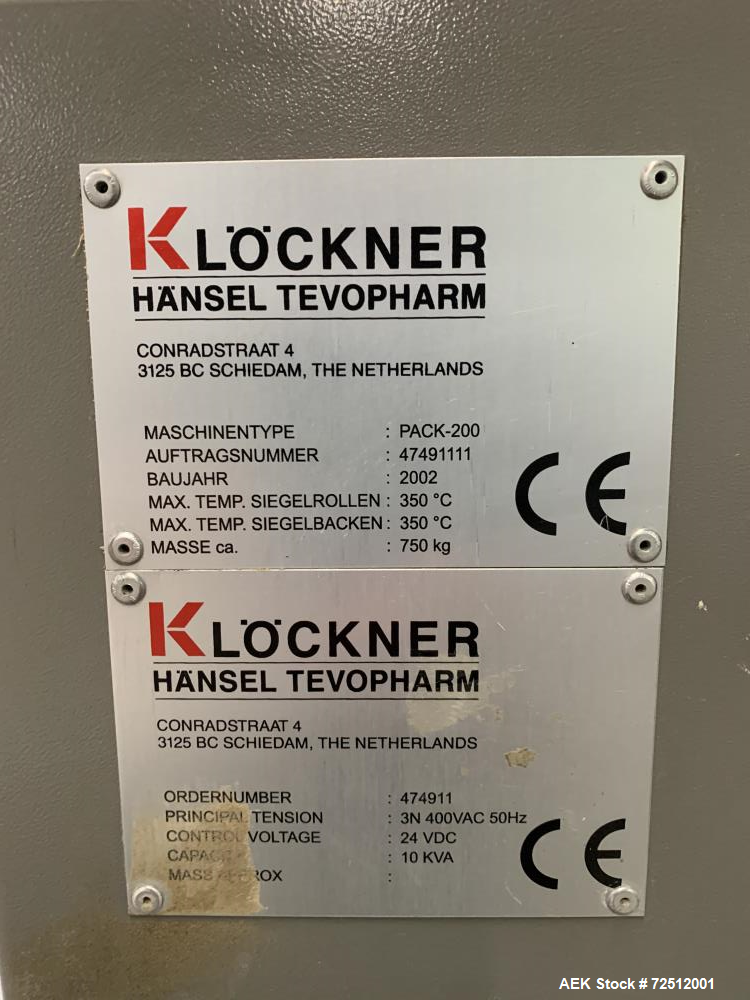 KLÖCKNER
HÄNSEL TEVOPHARM
CONRADSTRAAT 4
3125 BC SCHIEDAM, THE NETHERLANDS
MASCHINENTYPE : PACK-200
AUFTRAGSNUMMER : 47491111
BAUJAHR : 2002
MAX. TEMP. SIEGELROLLEN : 350 °C
MAX. TEMP. SIEGELBACKEN : 350 °C
MASSE ca. : 750 kg
CE
KLÖCKNER
HÄNSEL TEVOPHARM
CONRADSTRAAT 4
3125 BC SCHIEDAM, THE NETHERLANDS
ORDERNUMBER : 474911
PRINCIPAL TENSION : 3N 400VAC 50Hz
CONTROL VOLTAGE : 24 VDC
: 10 KVA
MASS :
CE
AEK Stock # 72512001